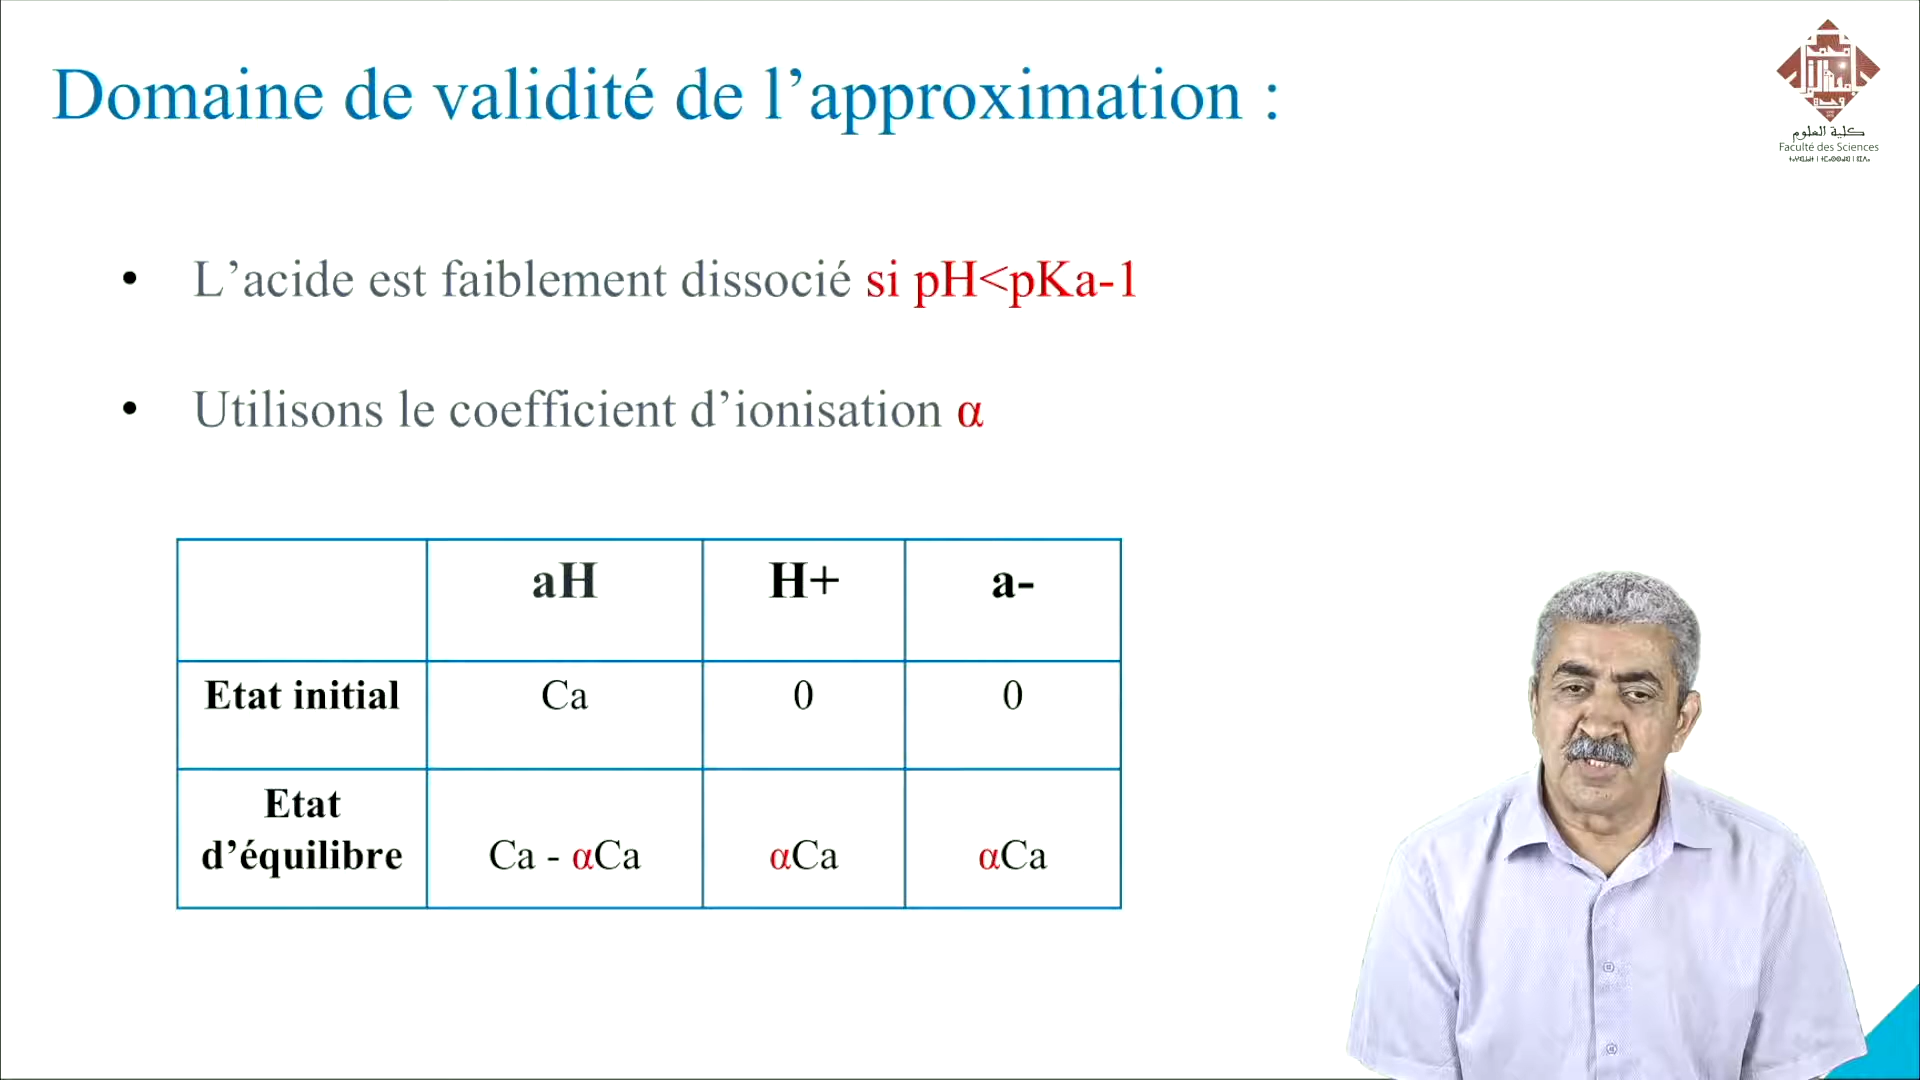 Domaine de validité de l’approximation :
كلية العلوم
Faculté des Sciences
• L’acide est faiblement dissocié si pH<pKa-1
• Utilisons le coefficient d’ionisation α
aH H+ a-
Etat initial Ca 0 0
Etat
d’équilibre Ca - αCa αCa αCa